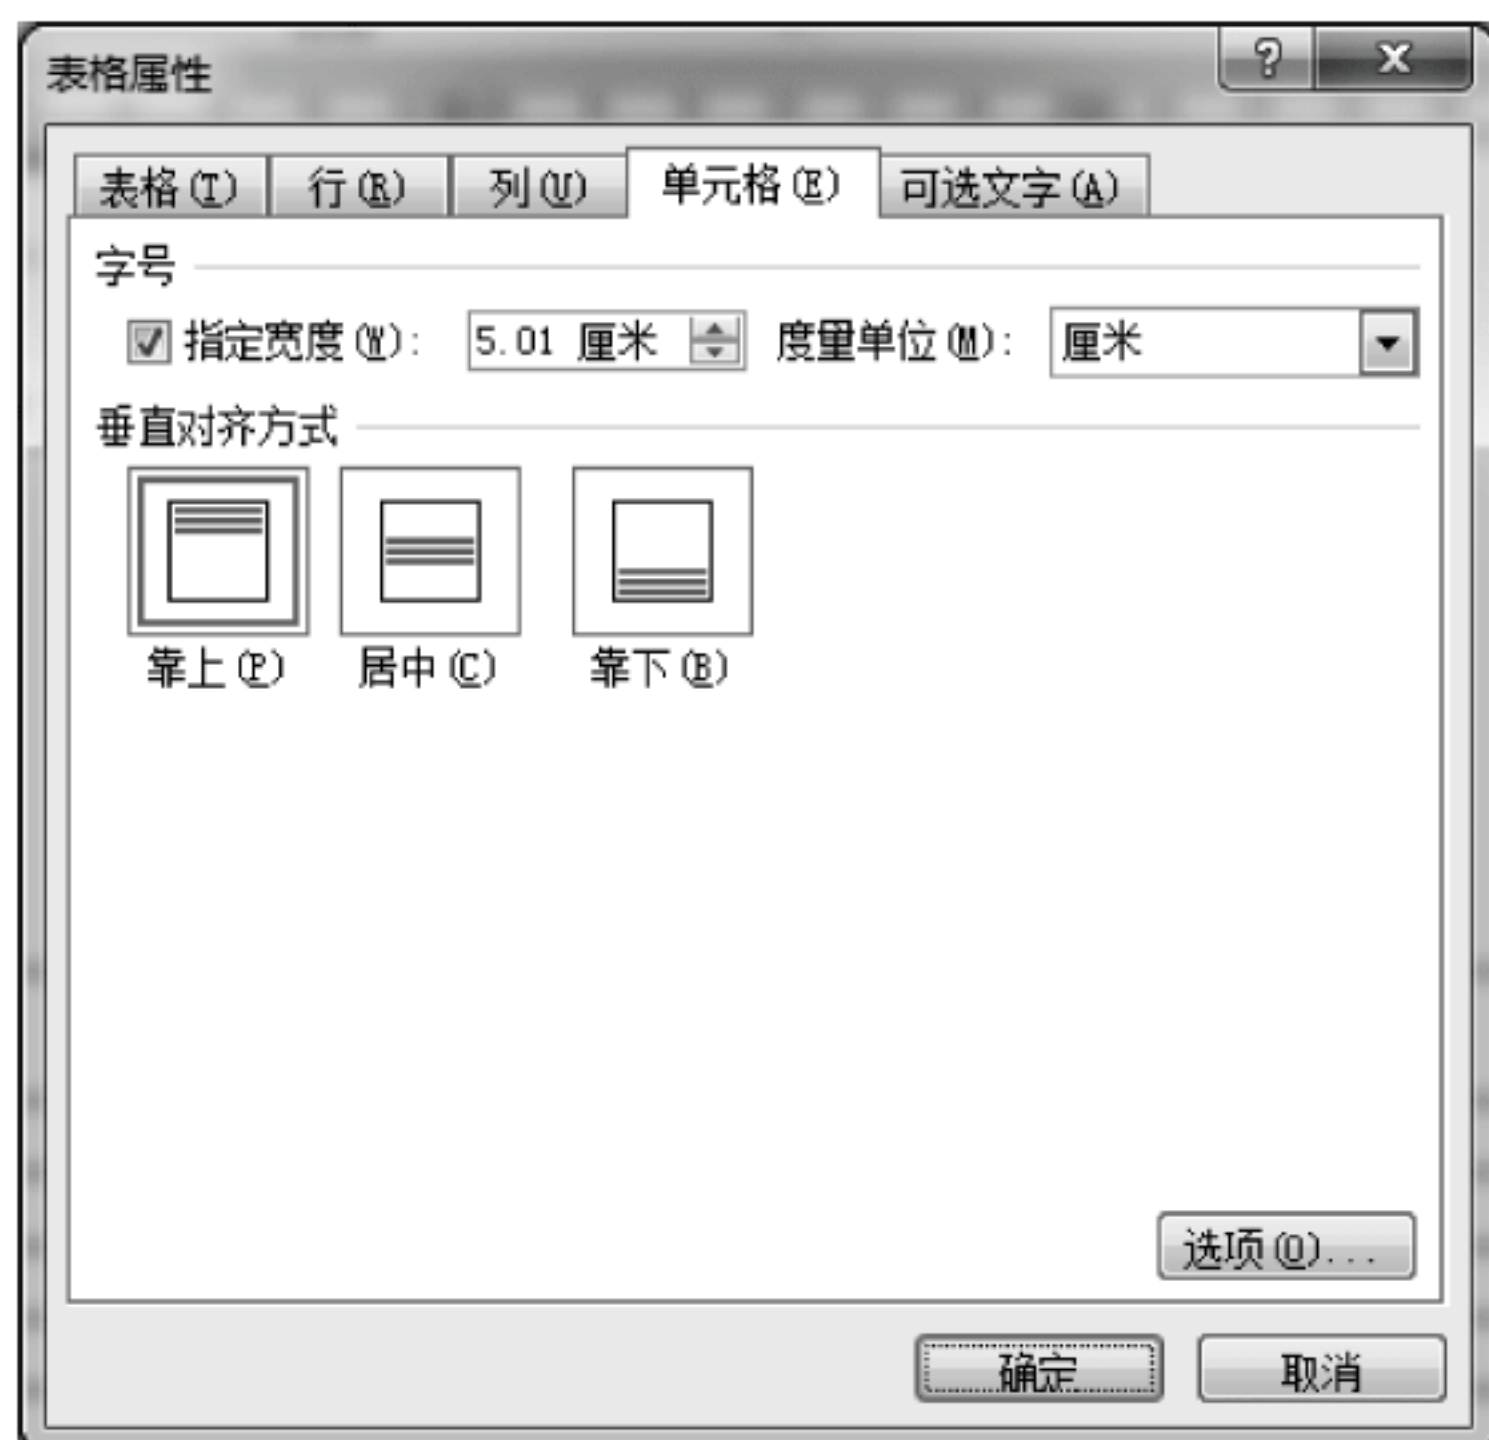 表格属性
表格(T) 行(R) 列(U) 单元格(E) 可选文字(A)
字号
指定宽度(W): 5.01 厘米 度量单位(M): 厘米
垂直对齐方式
靠上(P) 居中(C) 靠下(B)
选项(O)...
确定 取消